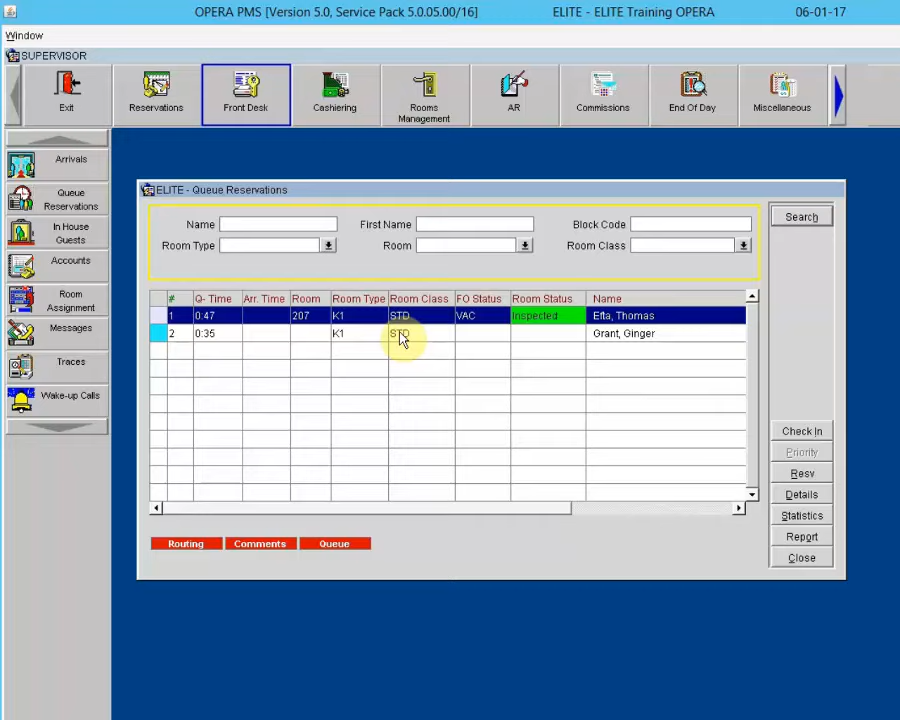 OPERA PMS [Version 5.0, Service Pack 5.0.05.00/16] ELITE - ELITE Training OPERA 06-01-17
Window
SUPERVISOR
Exit Reservations Front Desk Cashiering Rooms Management AR Commissions End Of Day Miscellaneous
Arrivals
Queue Reservations
In House Guests
Accounts
Room Assignment
Messages
Traces
Wake-up Calls
ELITE - Queue Reservations
Name First Name Block Code
Room Type Room Room Class
Search
# Q- Time Arr. Time Room Room Type Room Class FO Status Room Status Name
1 0:47 207 K1 STD VAC Inspected Efta, Thomas
2 0:35 K1 STD Grant, Ginger
Check In
Priority
Resv
Details
Statistics
Report
Close
Routing Comments Queue